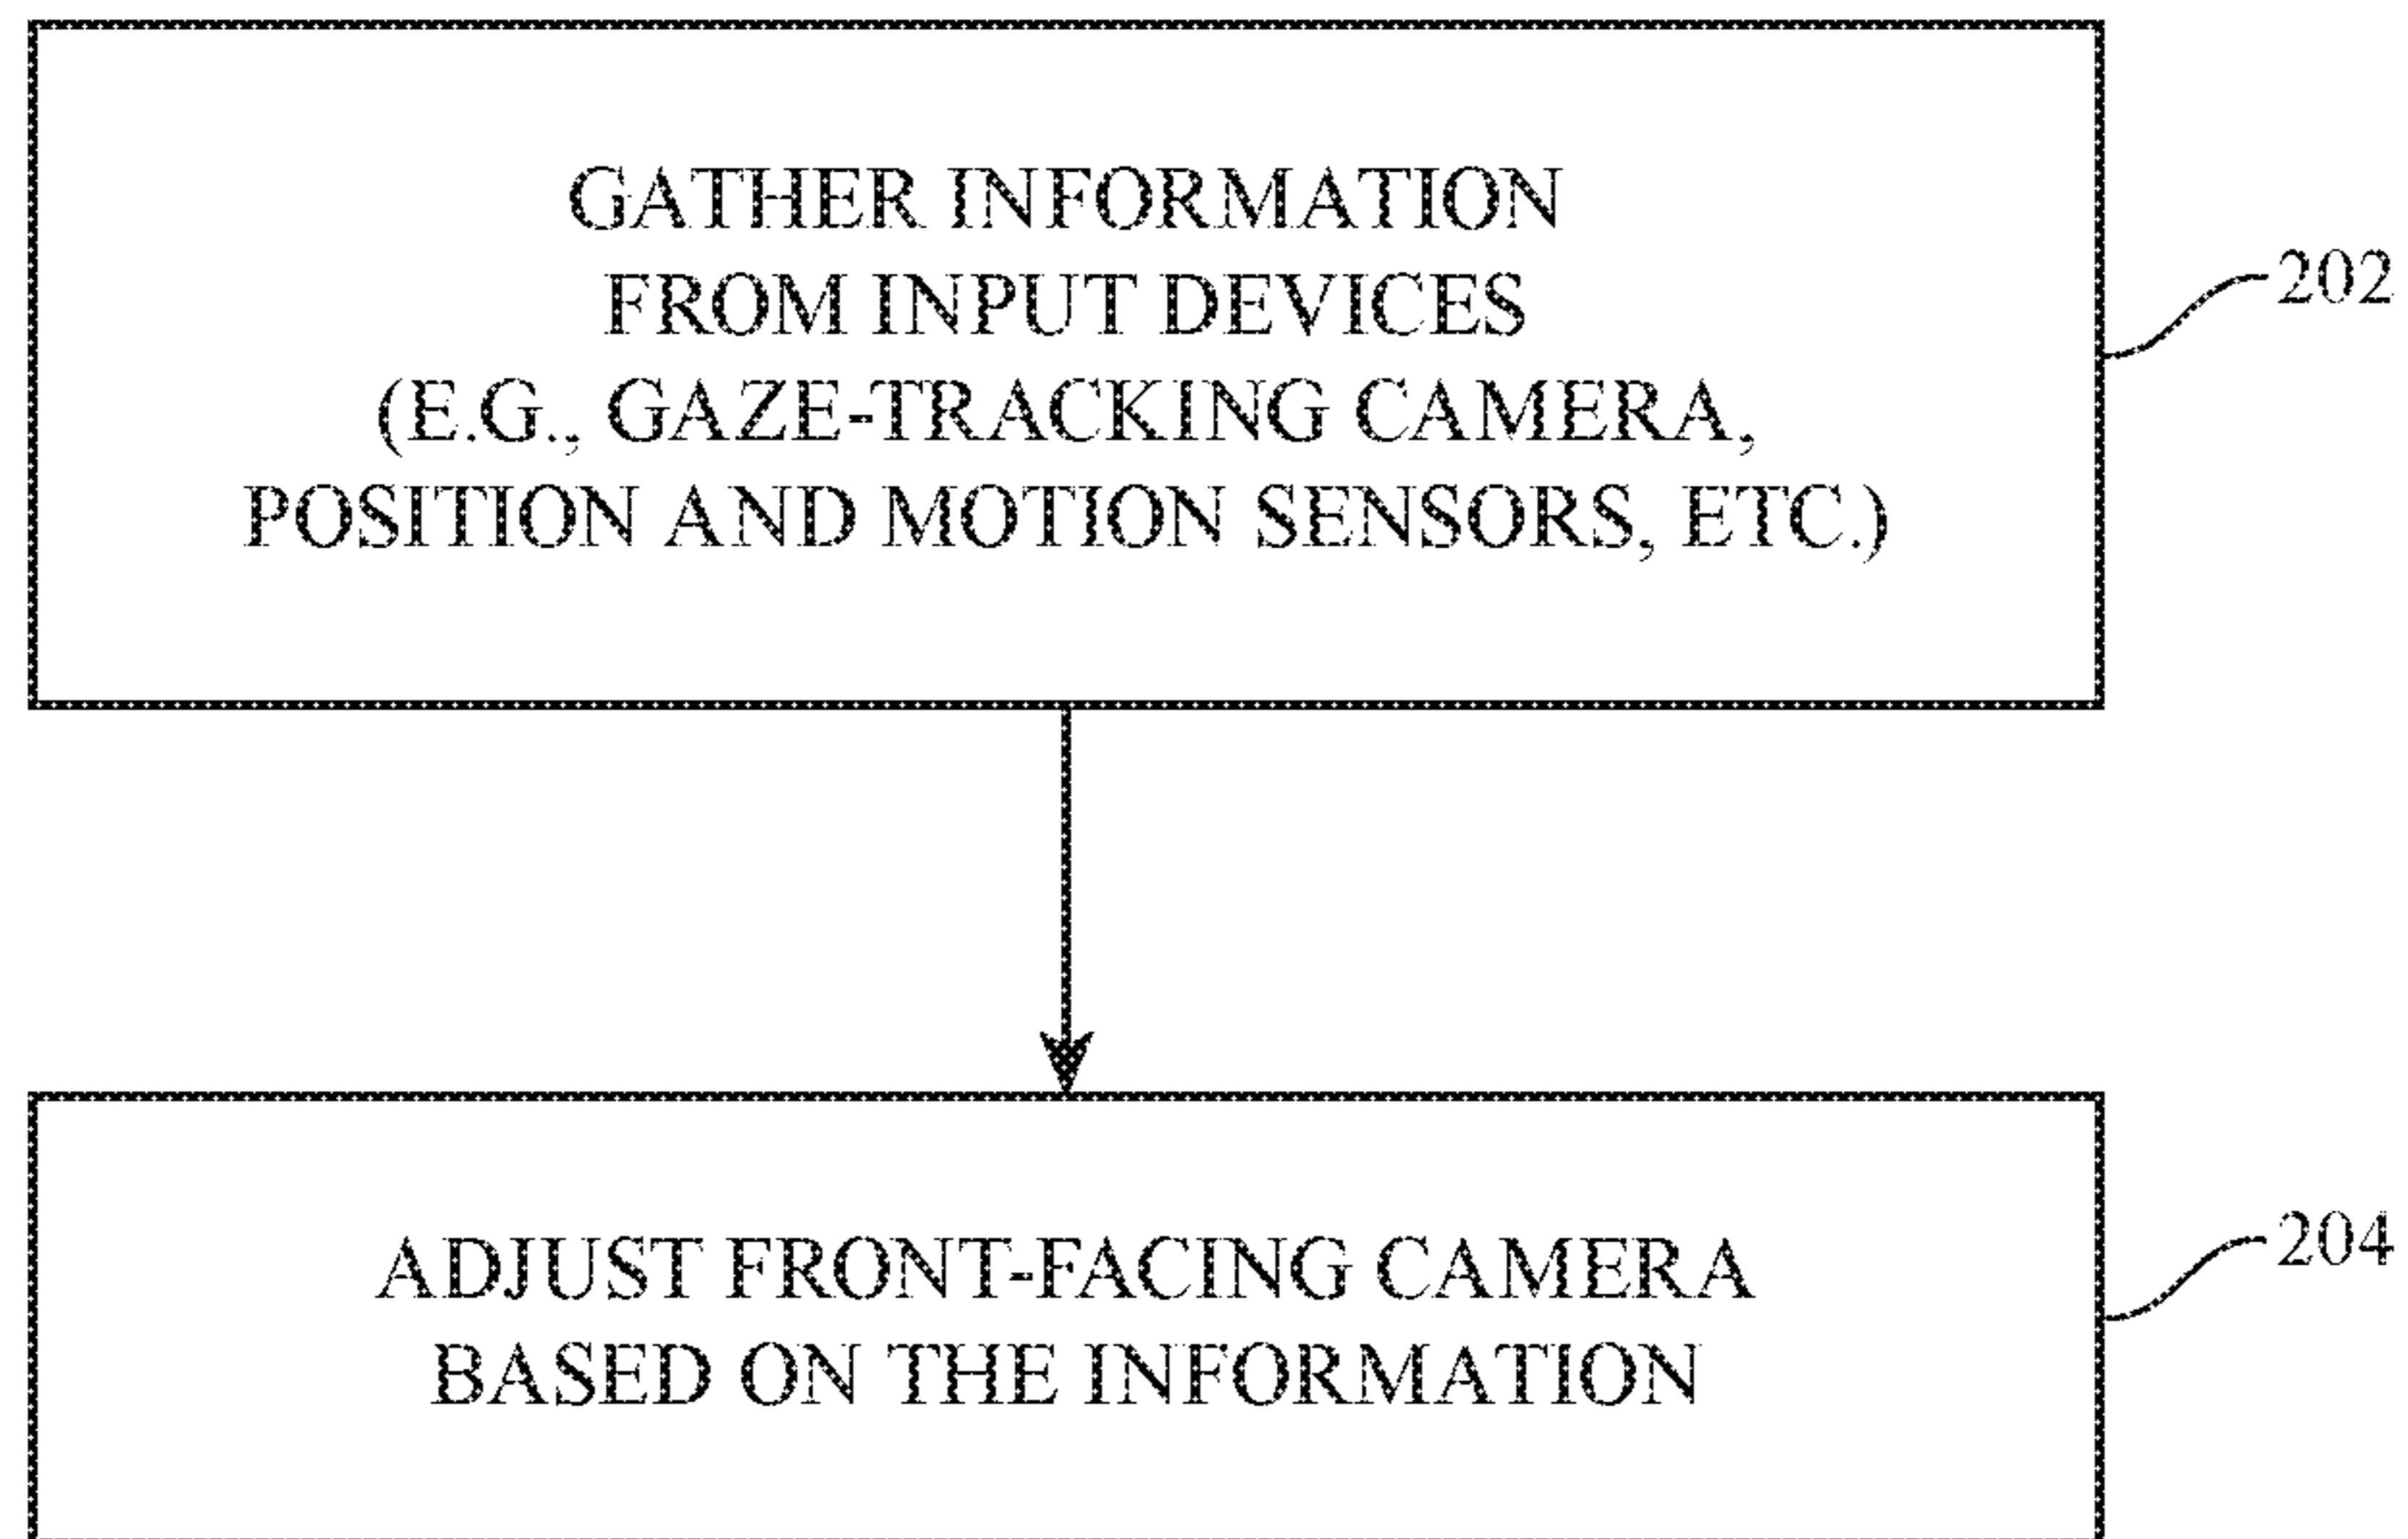 GATHER INFORMATION
FROM INPUT DEVICES
(E.G., GAZE-TRACKING CAMERA,
POSITION AND MOTION SENSORS, ETC.)
202
ADJUST FRONT-FACING CAMERA
BASED ON THE INFORMATION
204